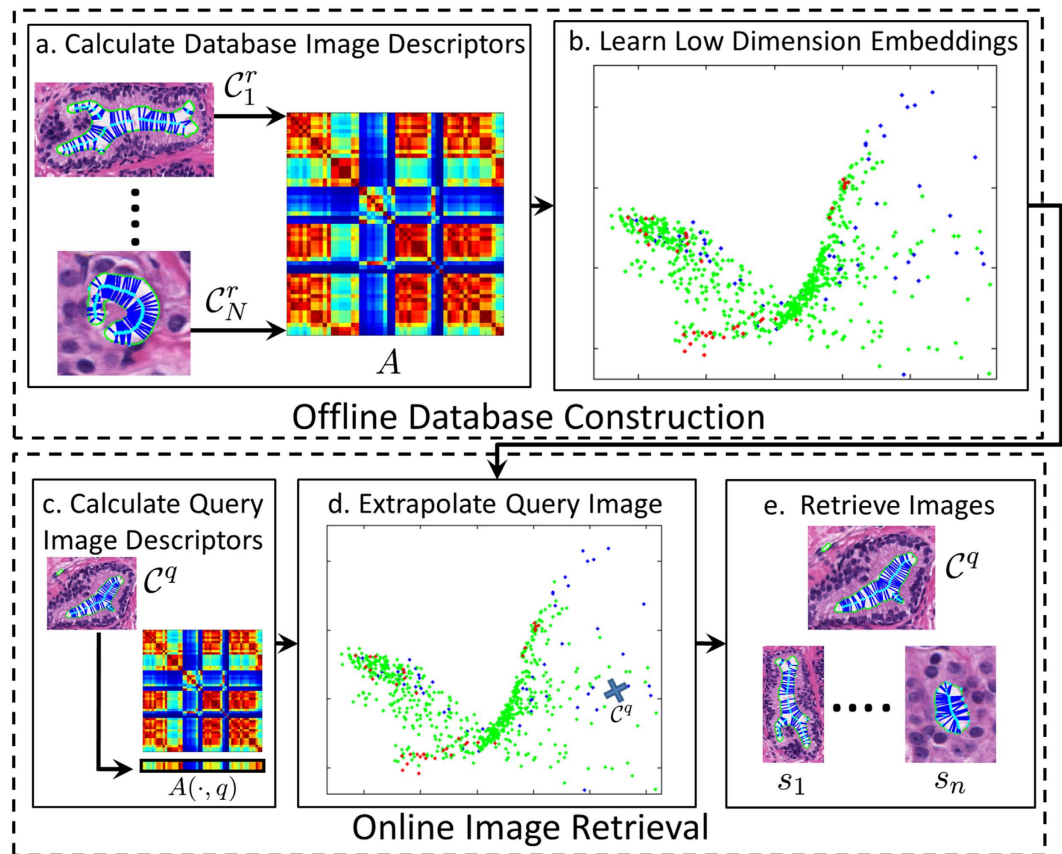 a. Calculate Database Image Descriptors
𝒞₁ʳ
𝒞_Nʳ
A
b. Learn Low Dimension Embeddings
Offline Database Construction
c. Calculate Query
Image Descriptors
𝒞^q
A(·, q)
d. Extrapolate Query Image
𝒞^q
e. Retrieve Images
𝒞^q
s₁
sₙ
Online Image Retrieval